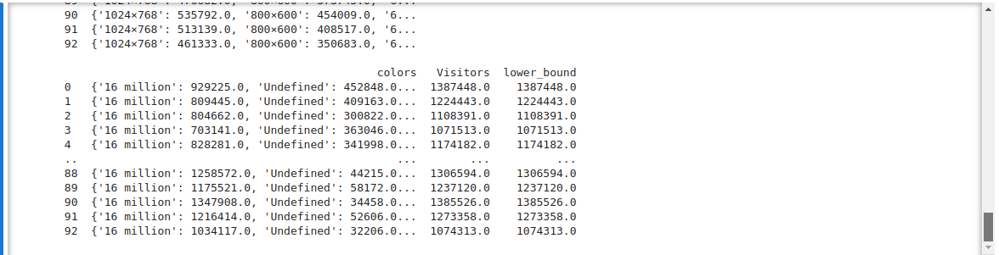 90 {'1024×768': 535792.0, '800×600': 454009.0, '6...
91 {'1024×768': 513139.0, '800×600': 408517.0, '6...
92 {'1024×768': 461333.0, '800×600': 350683.0, '6...
colors Visitors lower_bound
0 {'16 million': 929225.0, 'Undefined': 452848.0... 1387448.0 1387448.0
1 {'16 million': 809445.0, 'Undefined': 409163.0... 1224443.0 1224443.0
2 {'16 million': 804662.0, 'Undefined': 300822.0... 1108391.0 1108391.0
3 {'16 million': 703141.0, 'Undefined': 363046.0... 1071513.0 1071513.0
4 {'16 million': 828281.0, 'Undefined': 341998.0... 1174182.0 1174182.0
.. ... ... ...
88 {'16 million': 1258572.0, 'Undefined': 44215.0... 1306594.0 1306594.0
89 {'16 million': 1175521.0, 'Undefined': 58172.0... 1237120.0 1237120.0
90 {'16 million': 1347908.0, 'Undefined': 34458.0... 1385526.0 1385526.0
91 {'16 million': 1216414.0, 'Undefined': 52606.0... 1273358.0 1273358.0
92 {'16 million': 1034117.0, 'Undefined': 32206.0... 1074313.0 1074313.0